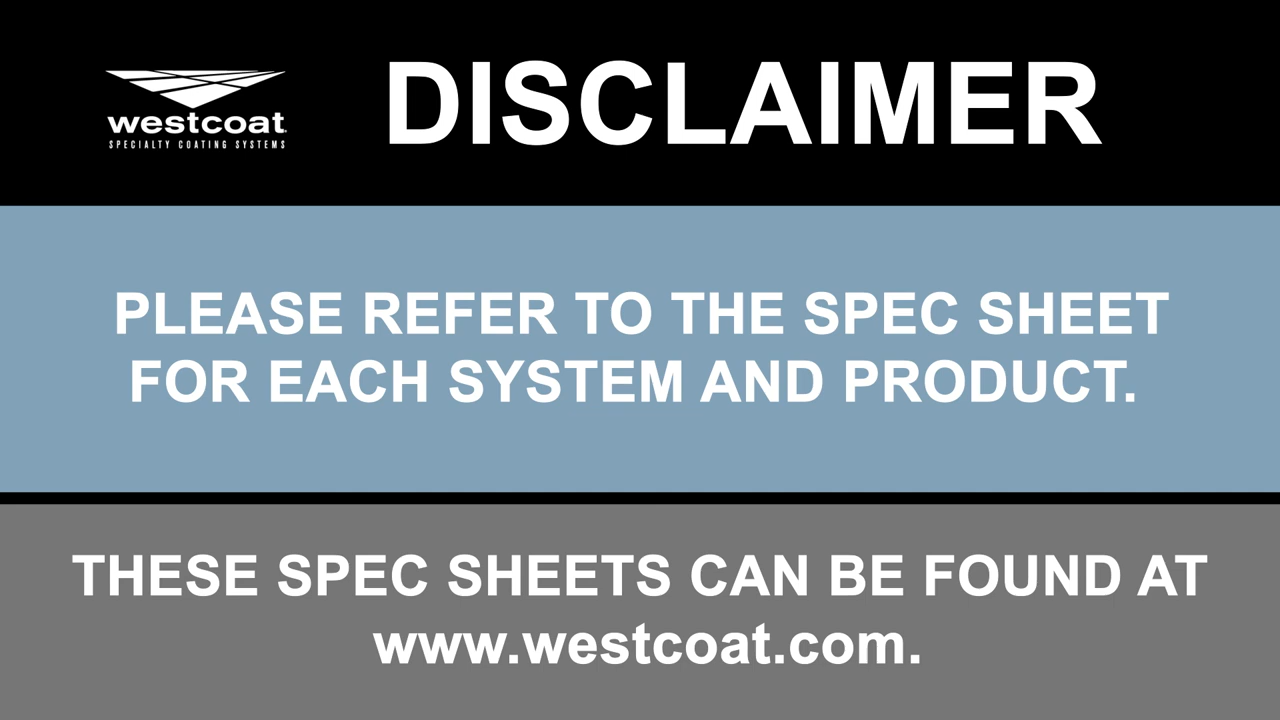 westcoat
SPECIALTY COATING SYSTEMS
DISCLAIMER
PLEASE REFER TO THE SPEC SHEET
FOR EACH SYSTEM AND PRODUCT.
THESE SPEC SHEETS CAN BE FOUND AT
www.westcoat.com.